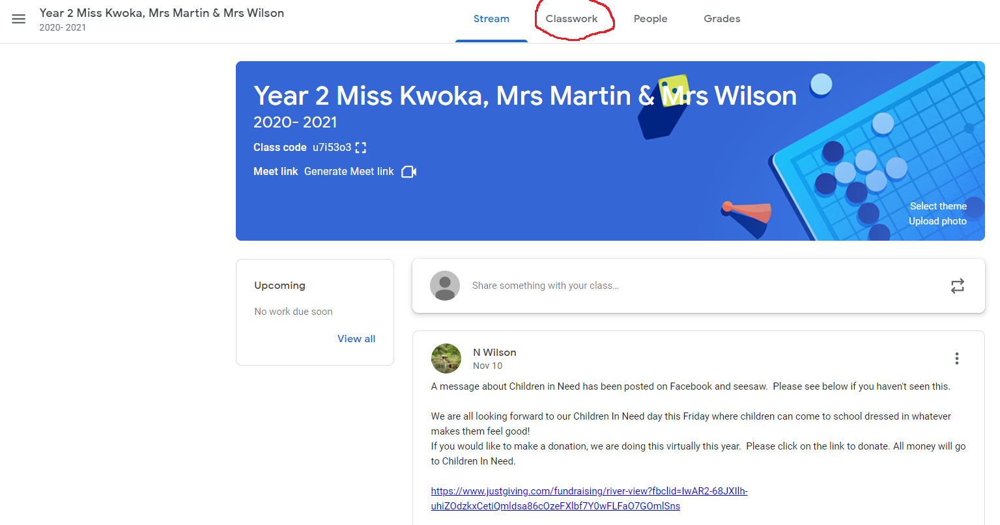 Year 2 Miss Kwoka, Mrs Martin & Mrs Wilson
2020- 2021
Stream
Classwork
People
Grades
Year 2 Miss Kwoka, Mrs Martin & Mrs Wilson
2020- 2021
Class code u7i53o3
Meet link Generate Meet link
Select theme
Upload photo
Upcoming
No work due soon
View all
Share something with your class...
N Wilson
Nov 10
A message about Children in Need has been posted on Facebook and seesaw.  Please see below if you haven't seen this.
We are all looking forward to our Children In Need day this Friday where children can come to school dressed in whatever
makes them feel good!
If you would like to make a donation, we are doing this virtually this year.  Please click on the link to donate. All money will go
to Children In Need.
https://www.justgiving.com/fundraising/river-view?fbclid=IwAR2-68JXIlh-
uhiZOdzkxCetiQmldsa86cOzeFXlbf7Y0wFLFaO7GOmlSns